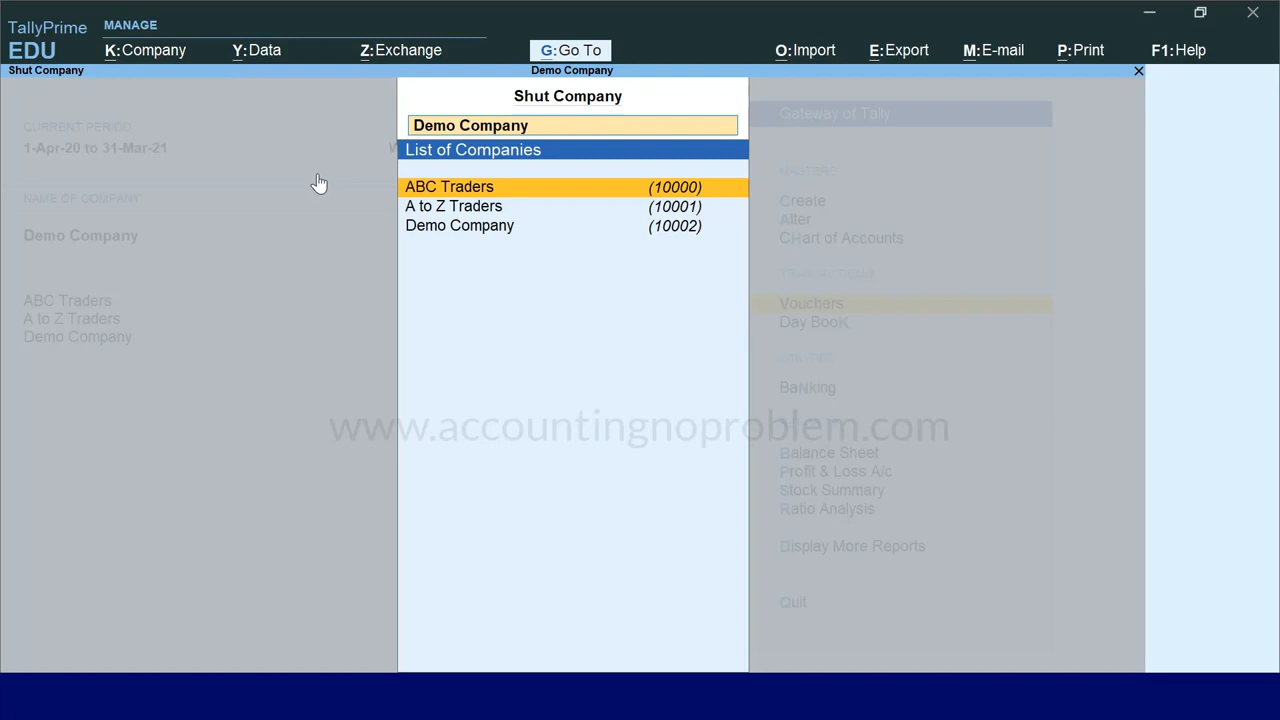 TallyPrime
EDU
MANAGE
K:Company
Y:Data
Z:Exchange
G:Go To
O:Import
E:Export
M:E-mail
P:Print
F1:Help
Shut Company
Demo Company
CURRENT PERIOD
1-Apr-20 to 31-Mar-21
NAME OF COMPANY
Demo Company
ABC Traders
A to Z Traders
Demo Company
Shut Company
Demo Company
List of Companies
ABC Traders (10000)
A to Z Traders (10001)
Demo Company (10002)
Gateway of Tally
MASTERS
Create
Alter
CHart of Accounts
TRANSACTIONS
Vouchers
Day BooK
UTILITIES
BaNking
Balance Sheet
Profit & Loss A/c
Stock Summary
Ratio Analysis
Display More Reports
Quit
www.accountingnoproblem.com